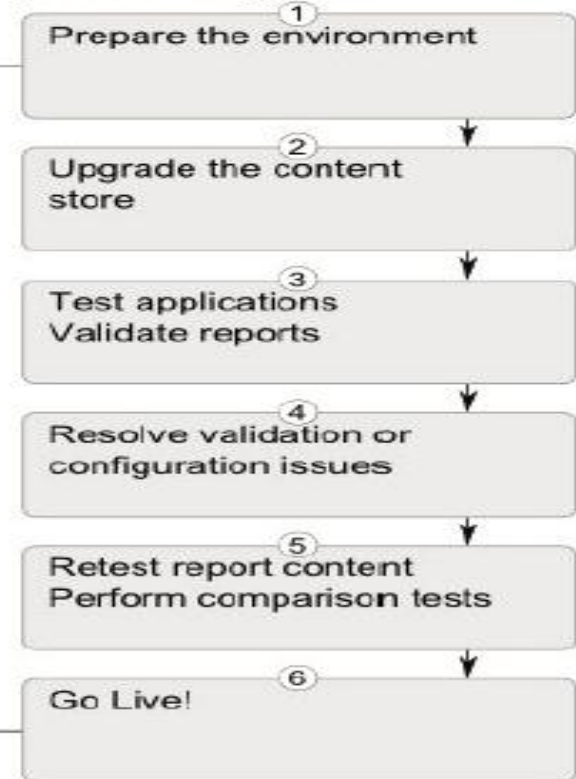 1
Prepare the environment
2
Upgrade the content
store
3
Test applications
Validate reports
4
Resolve validation or
configuration issues
5
Retest report content
Perform comparison tests
6
Go Live!